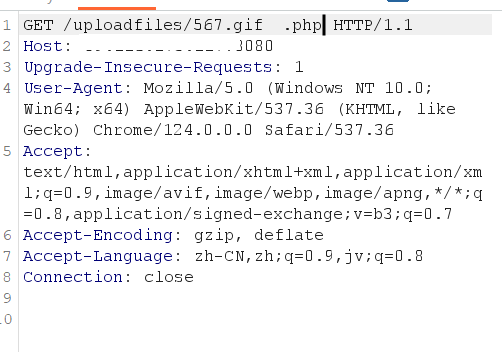 1 GET /uploadfiles/567.gif  .php HTTP/1.1
2 Host: 8080
3 Upgrade-Insecure-Requests: 1
4 User-Agent: Mozilla/5.0 (Windows NT 10.0;
Win64; x64) AppleWebKit/537.36 (KHTML, like
Gecko) Chrome/124.0.0.0 Safari/537.36
5 Accept:
text/html,application/xhtml+xml,application/xm
l;q=0.9,image/avif,image/webp,image/apng,*/*;q
=0.8,application/signed-exchange;v=b3;q=0.7
6 Accept-Encoding: gzip, deflate
7 Accept-Language: zh-CN,zh;q=0.9,jv;q=0.8
8 Connection: close
9
10